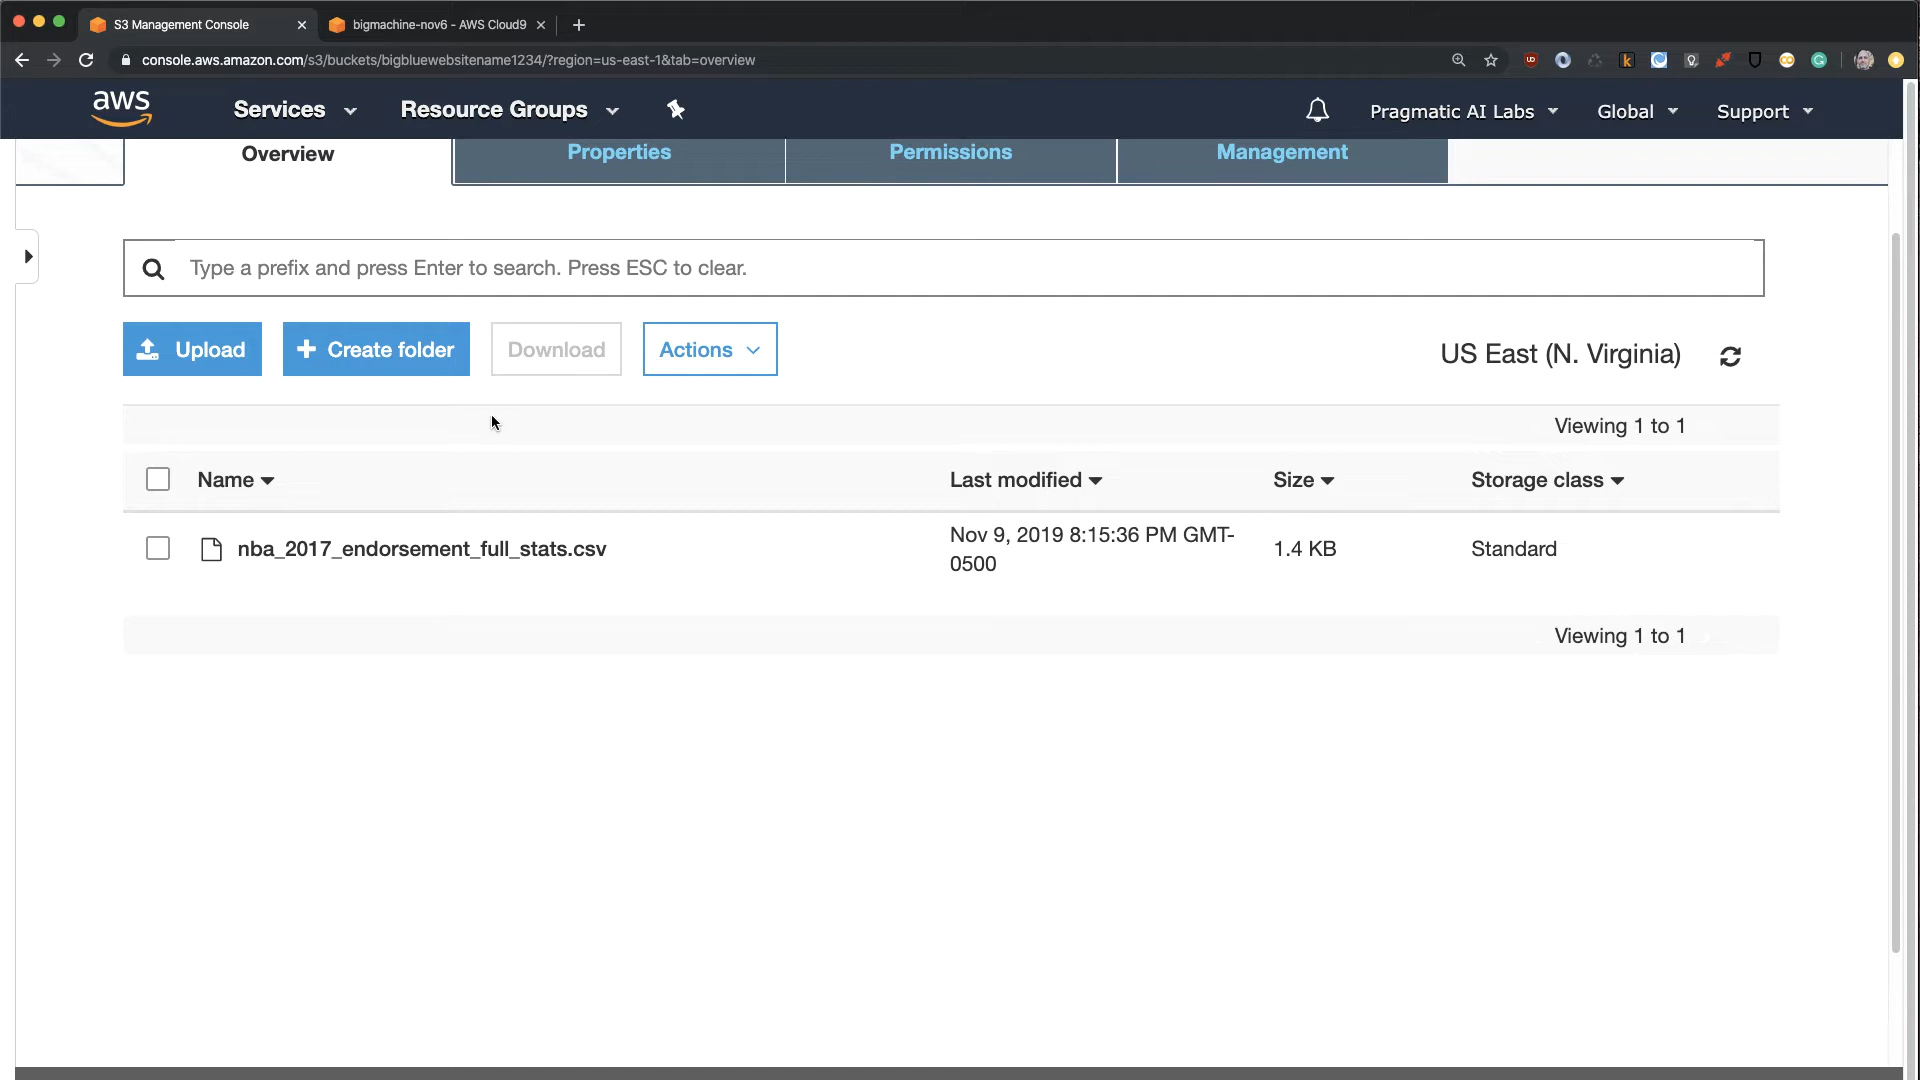 S3 Management Console
bigmachine-nov6 - AWS Cloud9
console.aws.amazon.com/s3/buckets/bigbluewebsitename1234/?region=us-east-1&tab=overview
aws
Services
Resource Groups
Pragmatic AI Labs
Global
Support
Overview
Properties
Permissions
Management
Type a prefix and press Enter to search. Press ESC to clear.
Upload
Create folder
Download
Actions
US East (N. Virginia)
Viewing 1 to 1
Name
Last modified
Size
Storage class
nba_2017_endorsement_full_stats.csv
Nov 9, 2019 8:15:36 PM GMT-
0500
1.4 KB
Standard
Viewing 1 to 1